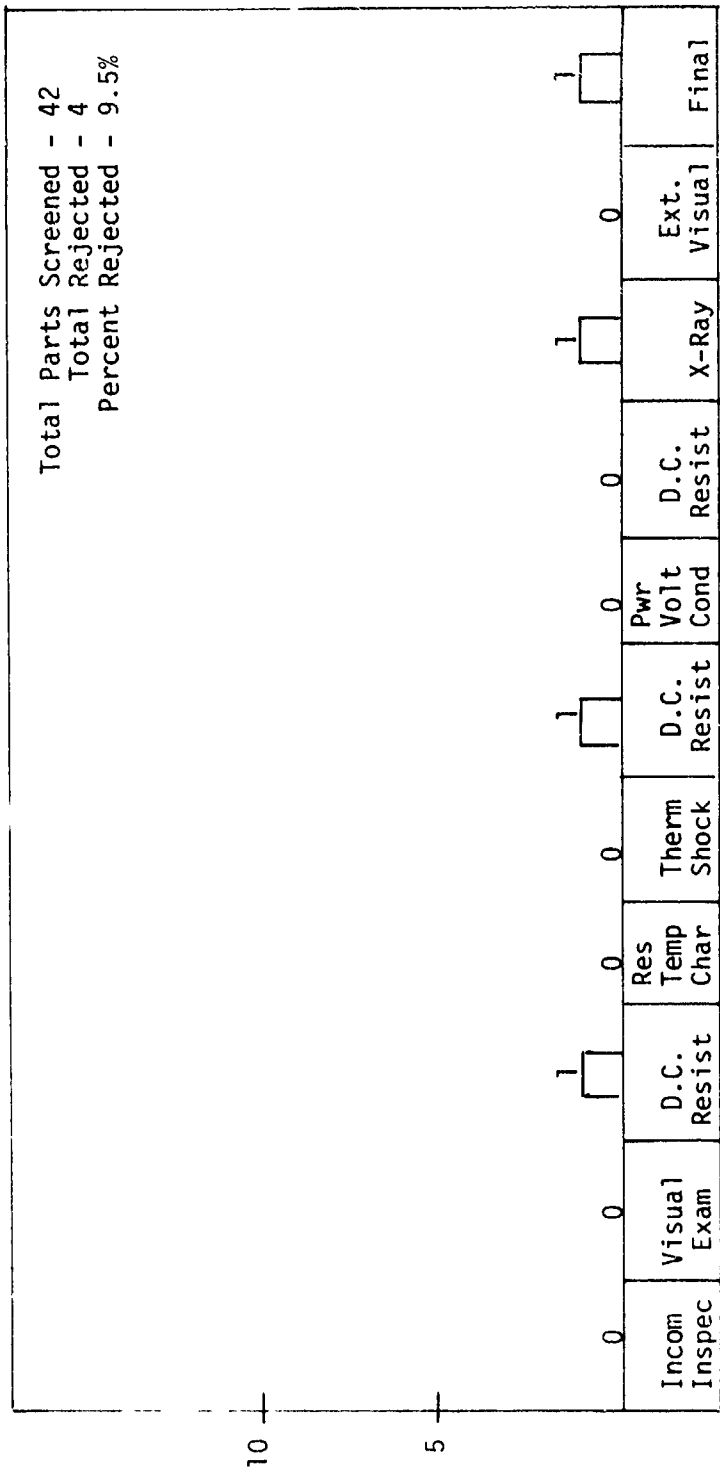 Total Parts Screened - 42
Total Rejected - 4
Percent Rejected - 9.5%
10
5
0
0
1
0
0
1
0
0
1
0
1
Incom
Inspec
Visual
Exam
D.C.
Resist
Res
Temp
Char
Therm
Shock
D.C.
Resist
Pwr
Volt
Cond
D.C.
Resist
X-Ray
Ext.
Visual
Final